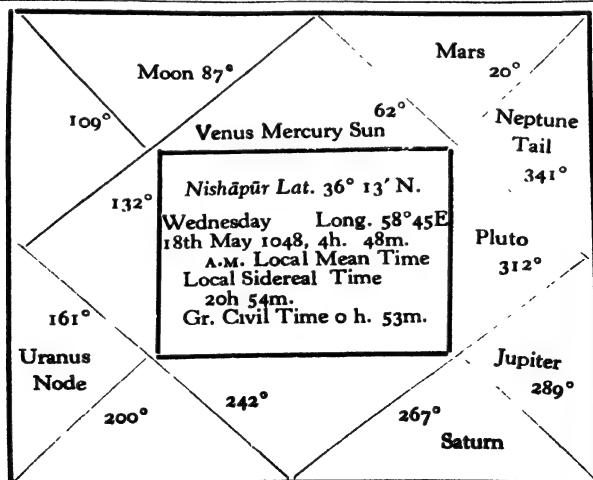 Mars
Moon 87°
20°
109°
62°
Neptune
Tail
Venus Mercury Sun
341°
Nishāpūr Lat. 36° 13′ N.
132°
Wednesday Long. 58°45E
18th May 1048, 4h. 48m.
A.M. Local Mean Time
Local Sidereal Time
20h 54m.
Gr. Civil Time 0 h. 53m.
Pluto
312°
161°
Uranus
Node
Jupiter
289°
200°
242°
267°
Saturn